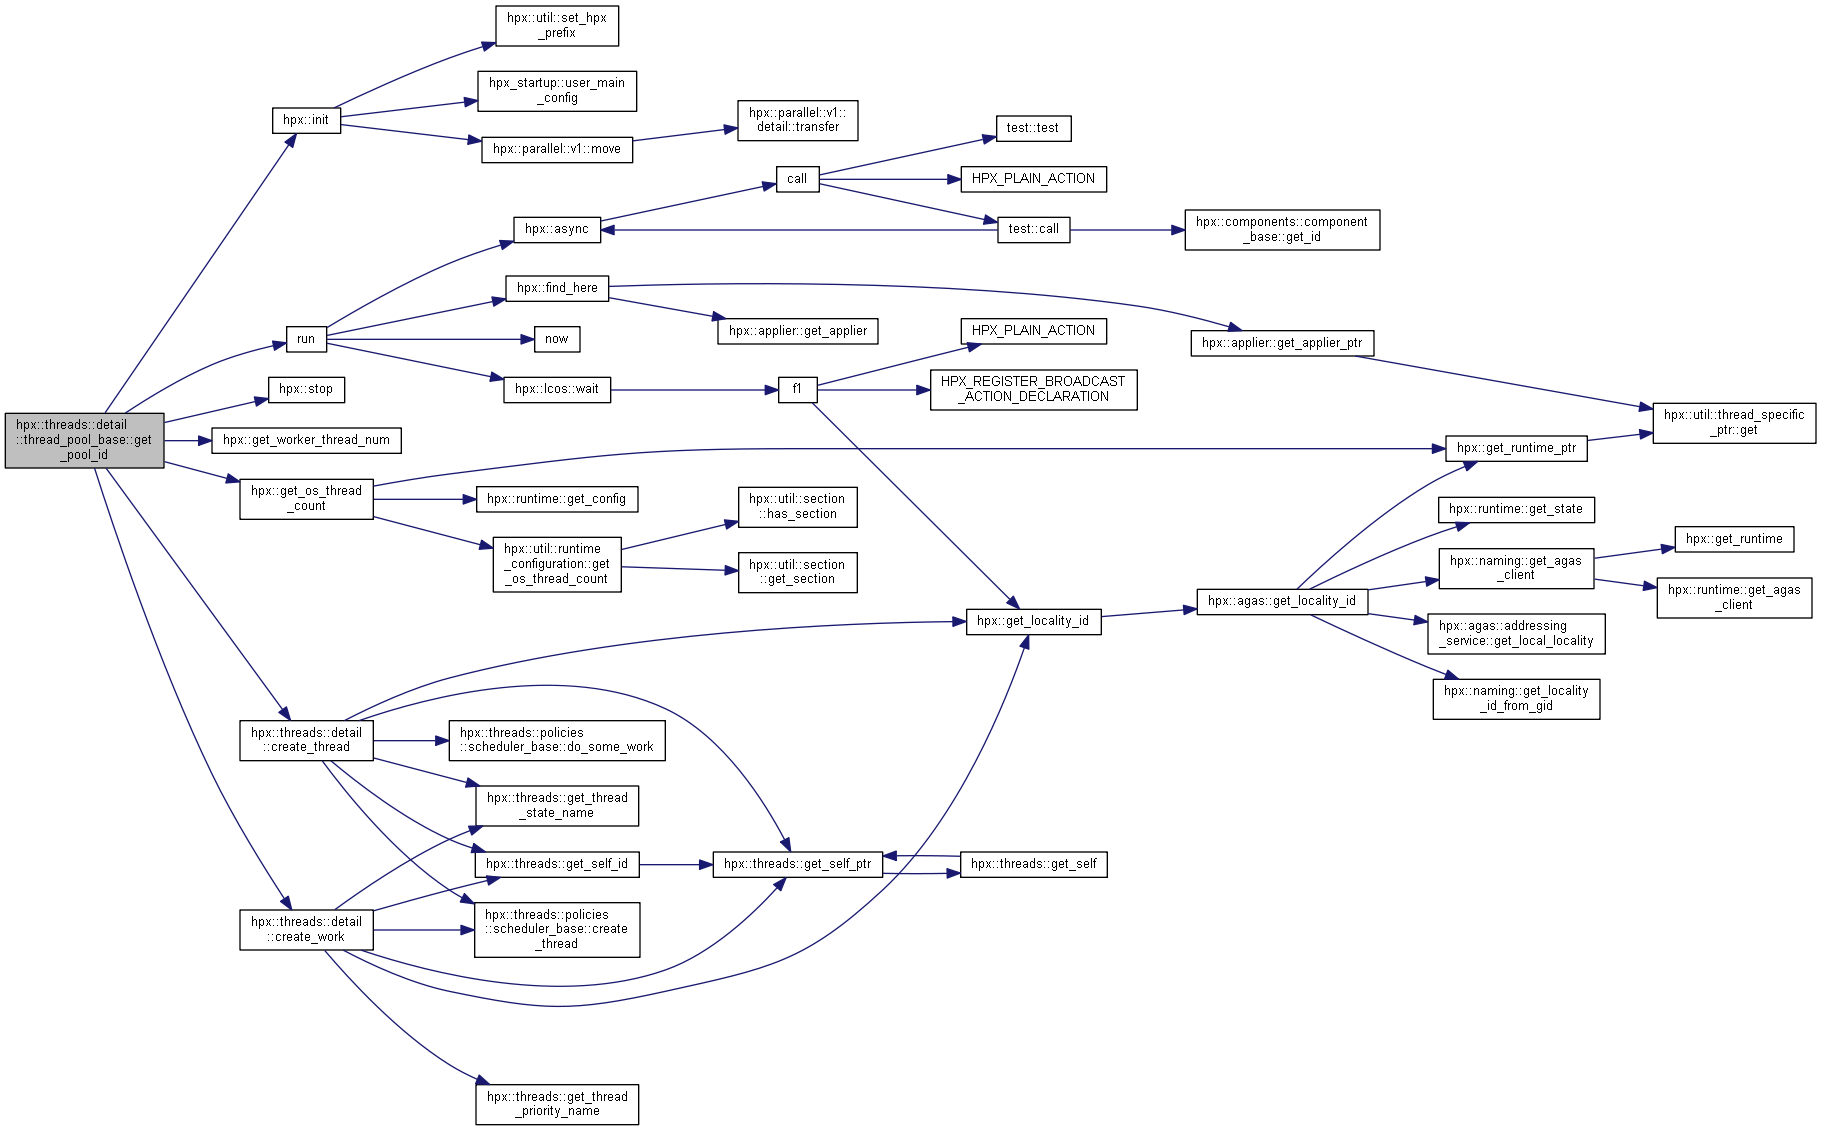 hpx::util::set_hpx
_prefix
hpx_startup::user_main
_config
hpx::init
hpx::parallel::v1::
detail::transfer
hpx::parallel::v1::move
test::test
call
HPX_PLAIN_ACTION
hpx::async
test::call
hpx::components::component
_base::get_id
hpx::find_here
hpx::applier::get_applier
HPX_PLAIN_ACTION
run
now
hpx::applier::get_applier_ptr
hpx::stop
hpx::lcos::wait
f1
HPX_REGISTER_BROADCAST
_ACTION_DECLARATION
hpx::util::thread_specific
_ptr::get
hpx::threads::detail
::thread_pool_base::get
_pool_id
hpx::get_worker_thread_num
hpx::get_runtime_ptr
hpx::get_os_thread
_count
hpx::runtime::get_config
hpx::util::section
::has_section
hpx::runtime::get_state
hpx::util::runtime
_configuration::get
_os_thread_count
hpx::util::section
::get_section
hpx::naming::get_agas
_client
hpx::get_runtime
hpx::runtime::get_agas
_client
hpx::get_locality_id
hpx::agas::get_locality_id
hpx::agas::addressing
_service::get_local_locality
hpx::naming::get_locality
_id_from_gid
hpx::threads::detail
::create_thread
hpx::threads::policies
::scheduler_base::do_some_work
hpx::threads::get_thread
_state_name
hpx::threads::get_self_id
hpx::threads::get_self_ptr
hpx::threads::get_self
hpx::threads::detail
::create_work
hpx::threads::policies
::scheduler_base::create
_thread
hpx::threads::get_thread
_priority_name